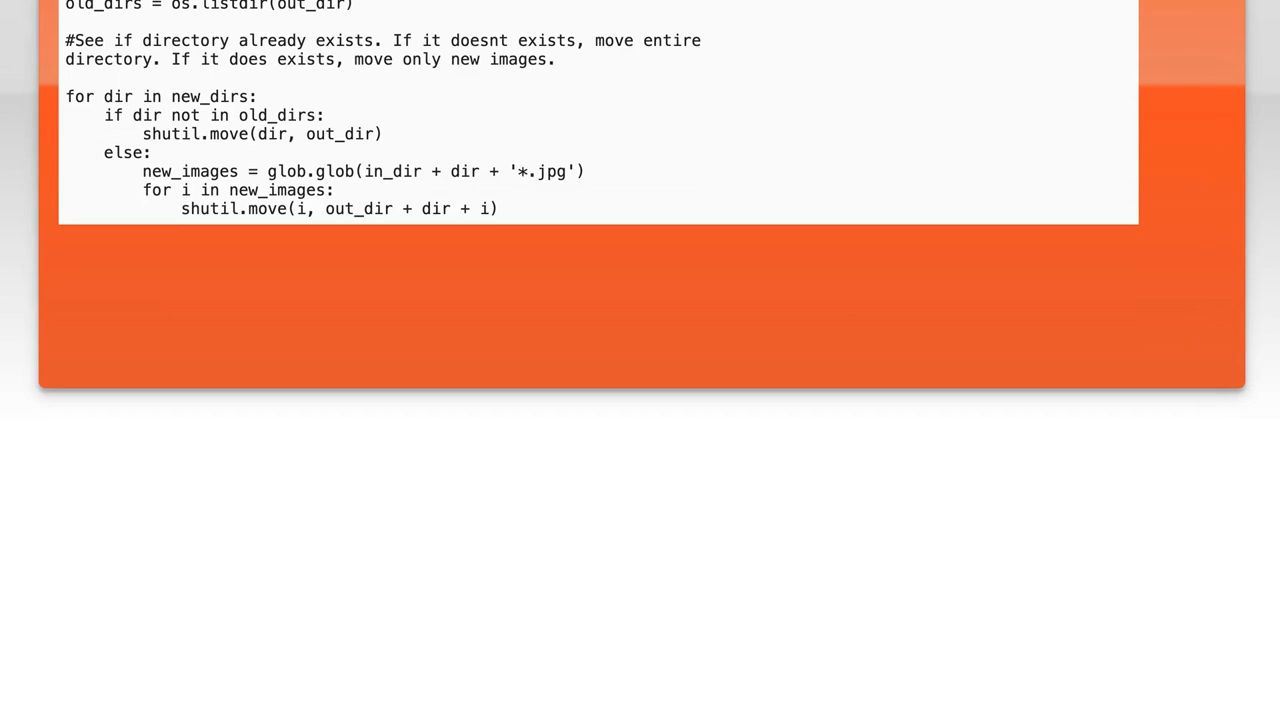 old_dirs = os.listdir(out_dir)
#See if directory already exists. If it doesnt exists, move entire
directory. If it does exists, move only new images.
for dir in new_dirs:
    if dir not in old_dirs:
        shutil.move(dir, out_dir)
    else:
        new_images = glob.glob(in_dir + dir + '*.jpg')
        for i in new_images:
            shutil.move(i, out_dir + dir + i)